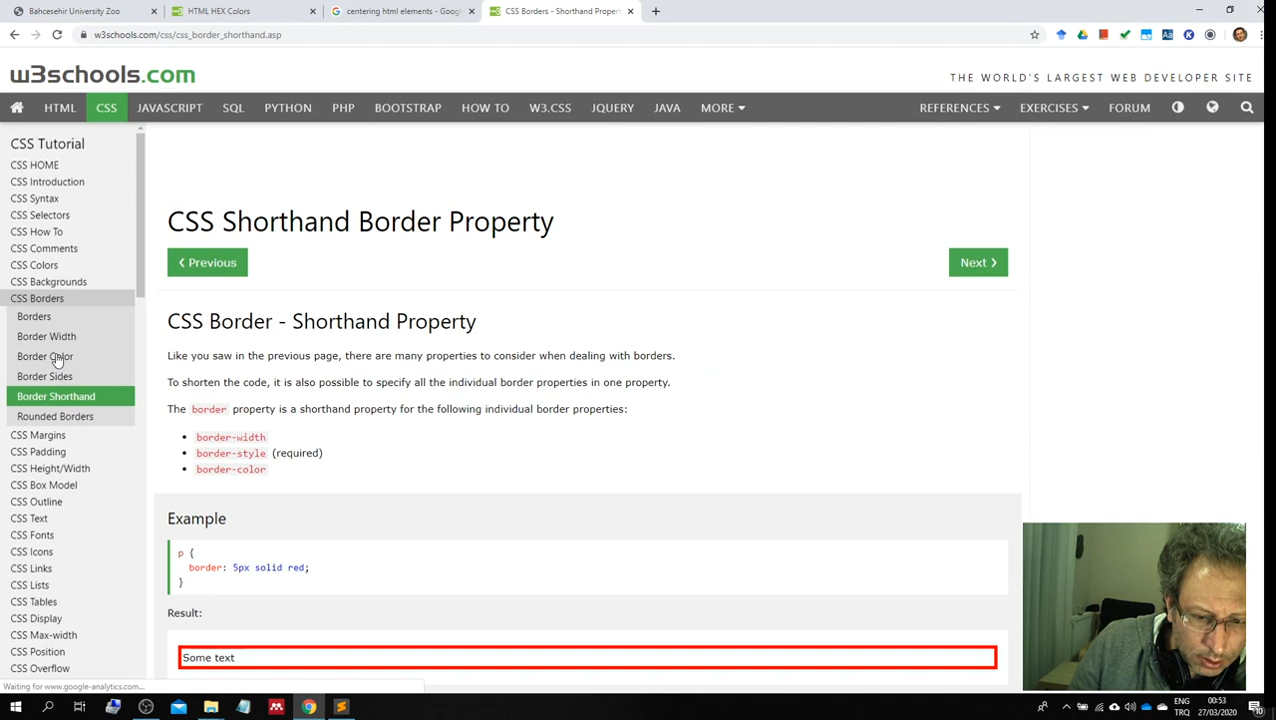 Bahcesehir University Zoo
HTML HEX Colors
centering html elements - Goog
CSS Borders - Shorthand Propert
w3schools.com/css/css_border_shorthand.asp
w3schools.com
THE WORLD'S LARGEST WEB DEVELOPER SITE
HTML CSS JAVASCRIPT SQL PYTHON PHP BOOTSTRAP HOW TO W3.CSS JQUERY JAVA MORE REFERENCES EXERCISES FORUM
CSS Tutorial
CSS HOME
CSS Introduction
CSS Syntax
CSS Selectors
CSS How To
CSS Comments
CSS Colors
CSS Backgrounds
CSS Borders
Borders
Border Width
Border Color
Border Sides
Border Shorthand
Rounded Borders
CSS Margins
CSS Padding
CSS Height/Width
CSS Box Model
CSS Outline
CSS Text
CSS Fonts
CSS Icons
CSS Links
CSS Lists
CSS Tables
CSS Display
CSS Max-width
CSS Position
CSS Overflow
CSS Shorthand Border Property
❮ Previous
Next ❯
CSS Border - Shorthand Property
Like you saw in the previous page, there are many properties to consider when dealing with borders.
To shorten the code, it is also possible to specify all the individual border properties in one property.
The border property is a shorthand property for the following individual border properties:
• border-width
• border-style (required)
• border-color
Example
p {
border: 5px solid red;
}
Result:
Some text
Waiting for www.google-analytics.com...
ENG
TRQ
00:53
27/03/2020